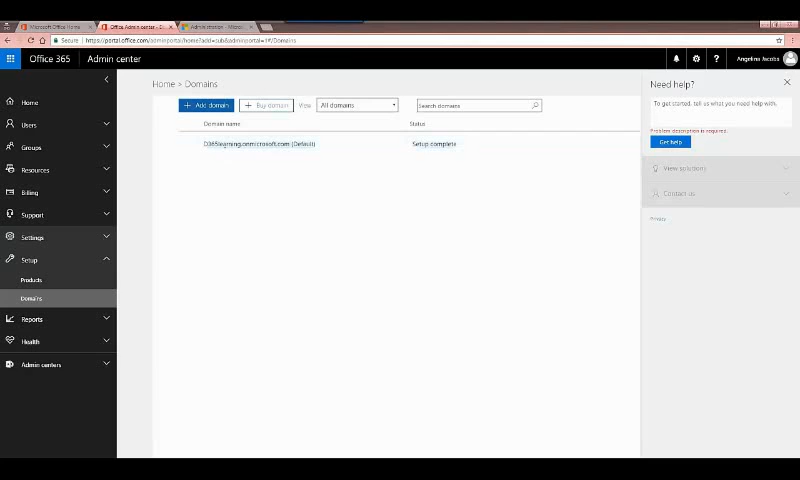 Microsoft Office Home
Office Admin center - D
Administration - Micros
Secure
https://portal.office.com/adminportal/home?add=sub&adminportal=1#/Domains
Office 365
Admin center
Angelina Jacobs
Home
Users
Groups
Resources
Billing
Support
Settings
Setup
Products
Domains
Reports
Health
Admin centers
Home > Domains
+ Add domain
+ Buy domain
View
All domains
Search domains
Domain name
Status
D365learning.onmicrosoft.com (Default)
Setup complete
Need help?
To get started, tell us what you need help with.
Problem description is required.
Get help
View solutions
Contact us
Privacy